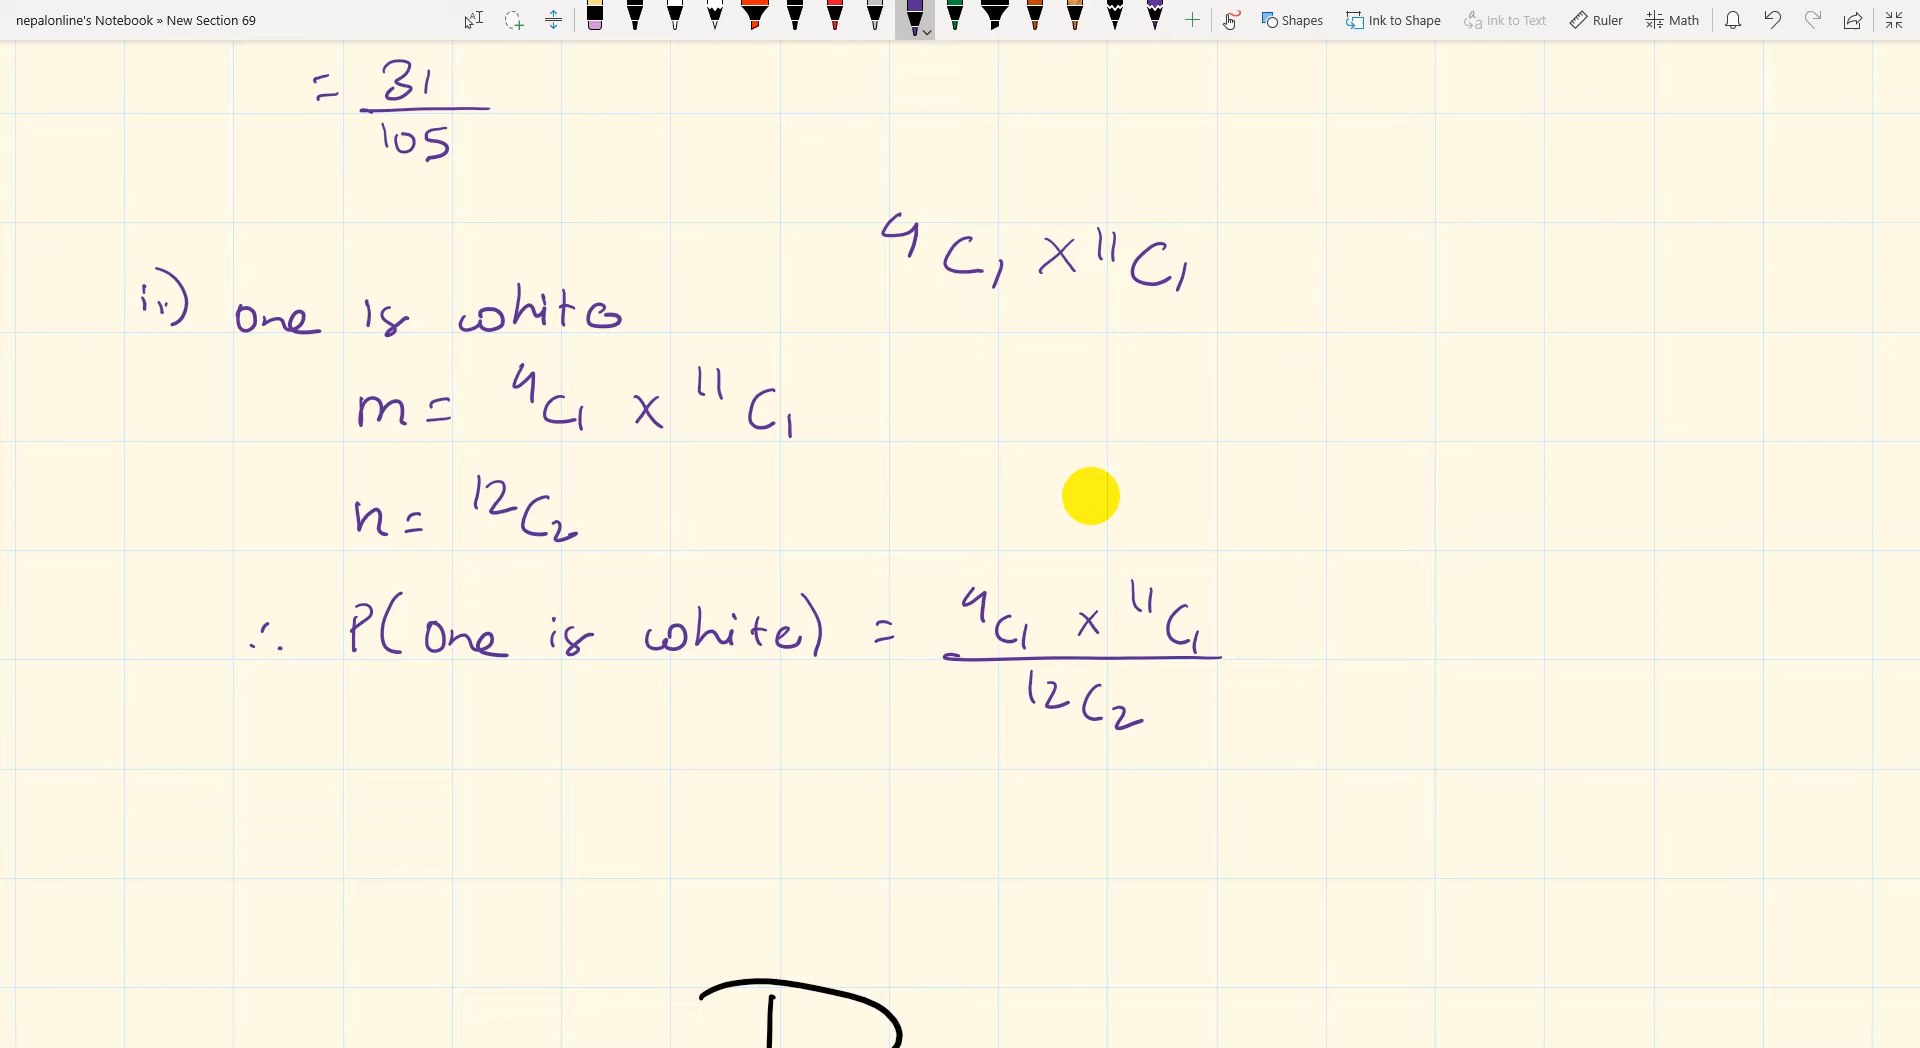 nepalonline's Notebook » New Section 69
Shapes Ink to Shape Ink to Text Ruler Math
= 31/105
⁴C₁ × ¹¹C₁
ii) one is white
m = ⁴C₁ × ¹¹C₁
n = ¹²C₂
∴ P(one is white) = ⁴C₁ × ¹¹C₁ / ¹²C₂